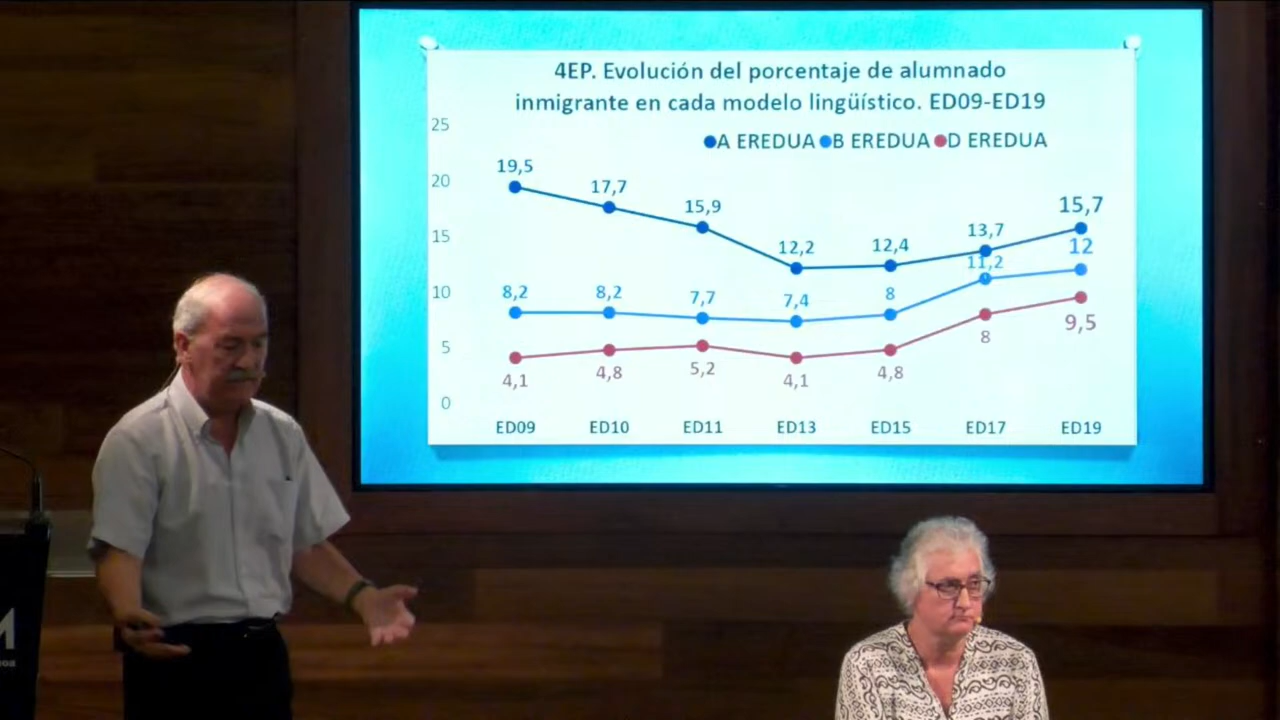 4EP. Evolución del porcentaje de alumnado
inmigrante en cada modelo lingüístico. ED09-ED19
A EREDUA B EREDUA D EREDUA
25
20
15
10
5
0
19,5 17,7 15,9 12,2 12,4 13,7 15,7
8,2 8,2 7,7 7,4 8 11,2 12
4,1 4,8 5,2 4,1 4,8 8 9,5
ED09 ED10 ED11 ED13 ED15 ED17 ED19